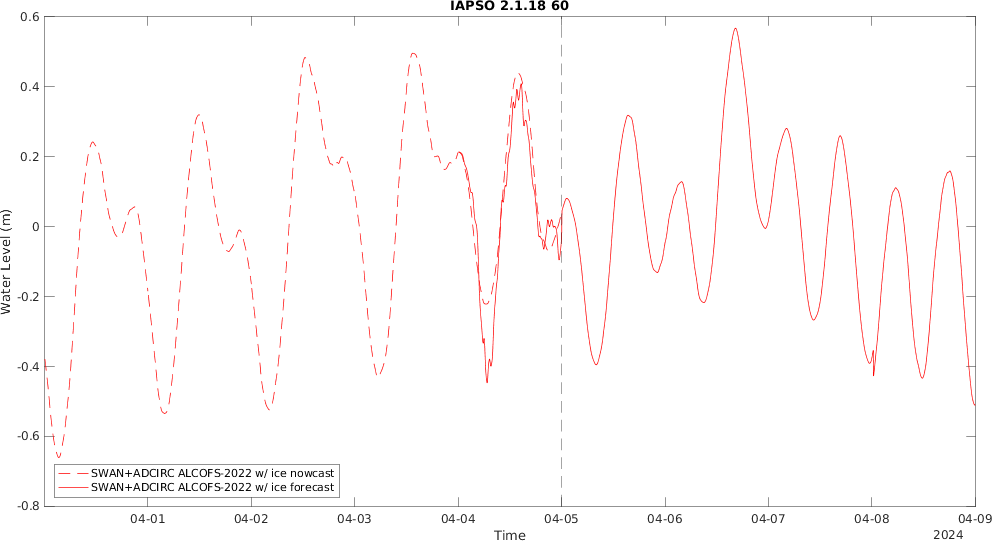 IAPSO 2.1.18 60
0.6
0.4
0.2
0
-0.2
-0.4
-0.6
-0.8
Water Level (m)
SWAN+ADCIRC ALCOFS-2022 w/ ice nowcast
SWAN+ADCIRC ALCOFS-2022 w/ ice forecast
04-01 04-02 04-03 04-04 04-05 04-06 04-07 04-08 04-09
Time
2024